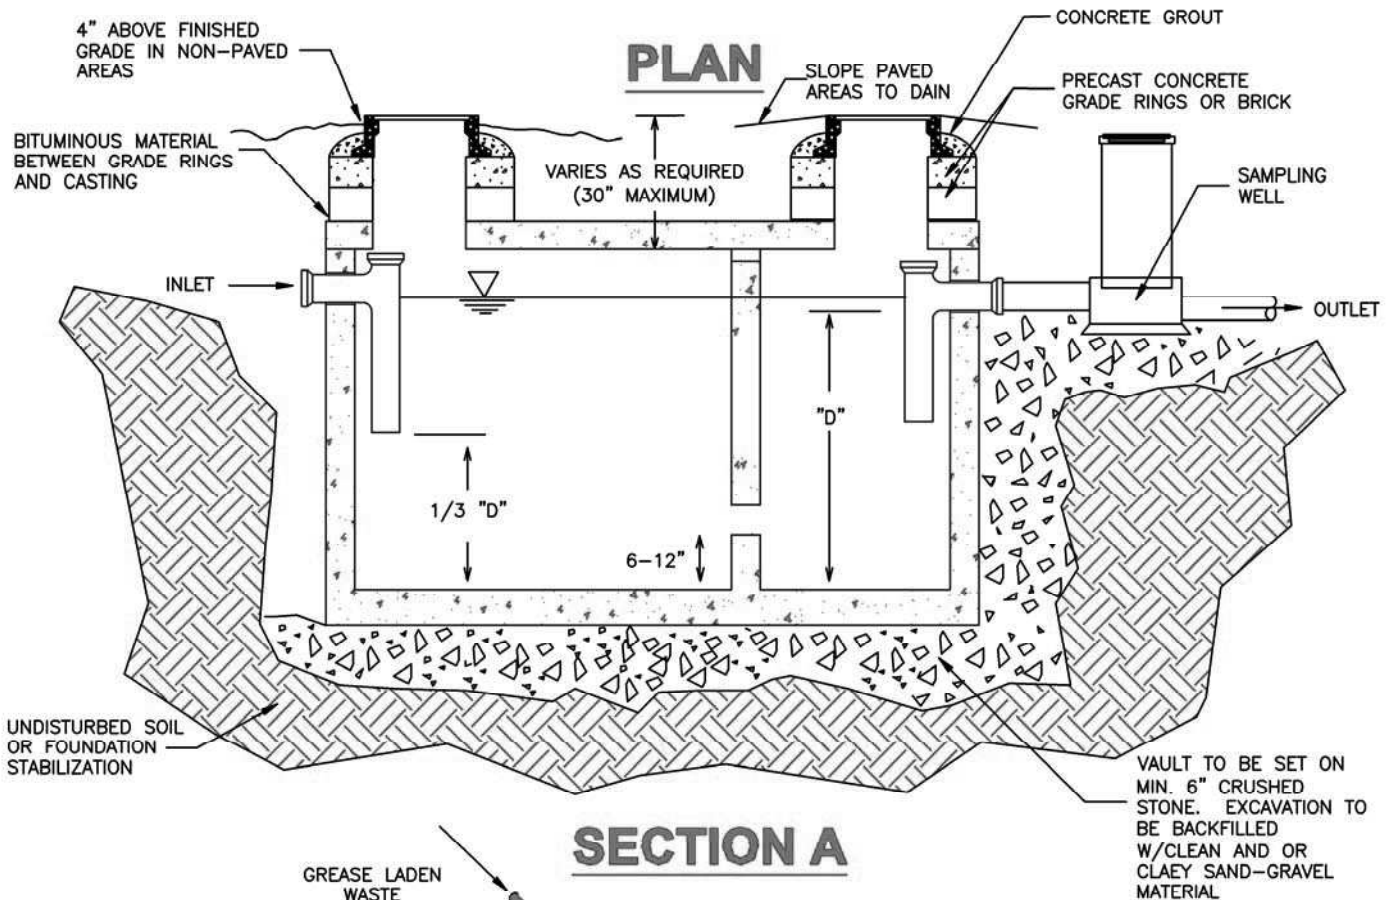 4" ABOVE FINISHED
GRADE IN NON-PAVED
AREAS
PLAN
CONCRETE GROUT
SLOPE PAVED
AREAS TO DAIN
PRECAST CONCRETE
GRADE RINGS OR BRICK
BITUMINOUS MATERIAL
BETWEEN GRADE RINGS
AND CASTING
VARIES AS REQUIRED
(30" MAXIMUM)
SAMPLING
WELL
INLET
OUTLET
"D"
1/3 "D"
6-12"
UNDISTURBED SOIL
OR FOUNDATION
STABILIZATION
VAULT TO BE SET ON
MIN. 6" CRUSHED
STONE. EXCAVATION TO
BE BACKFILLED
W/CLEAN AND OR
CLAEY SAND-GRAVEL
MATERIAL
SECTION A
GREASE LADEN
WASTE